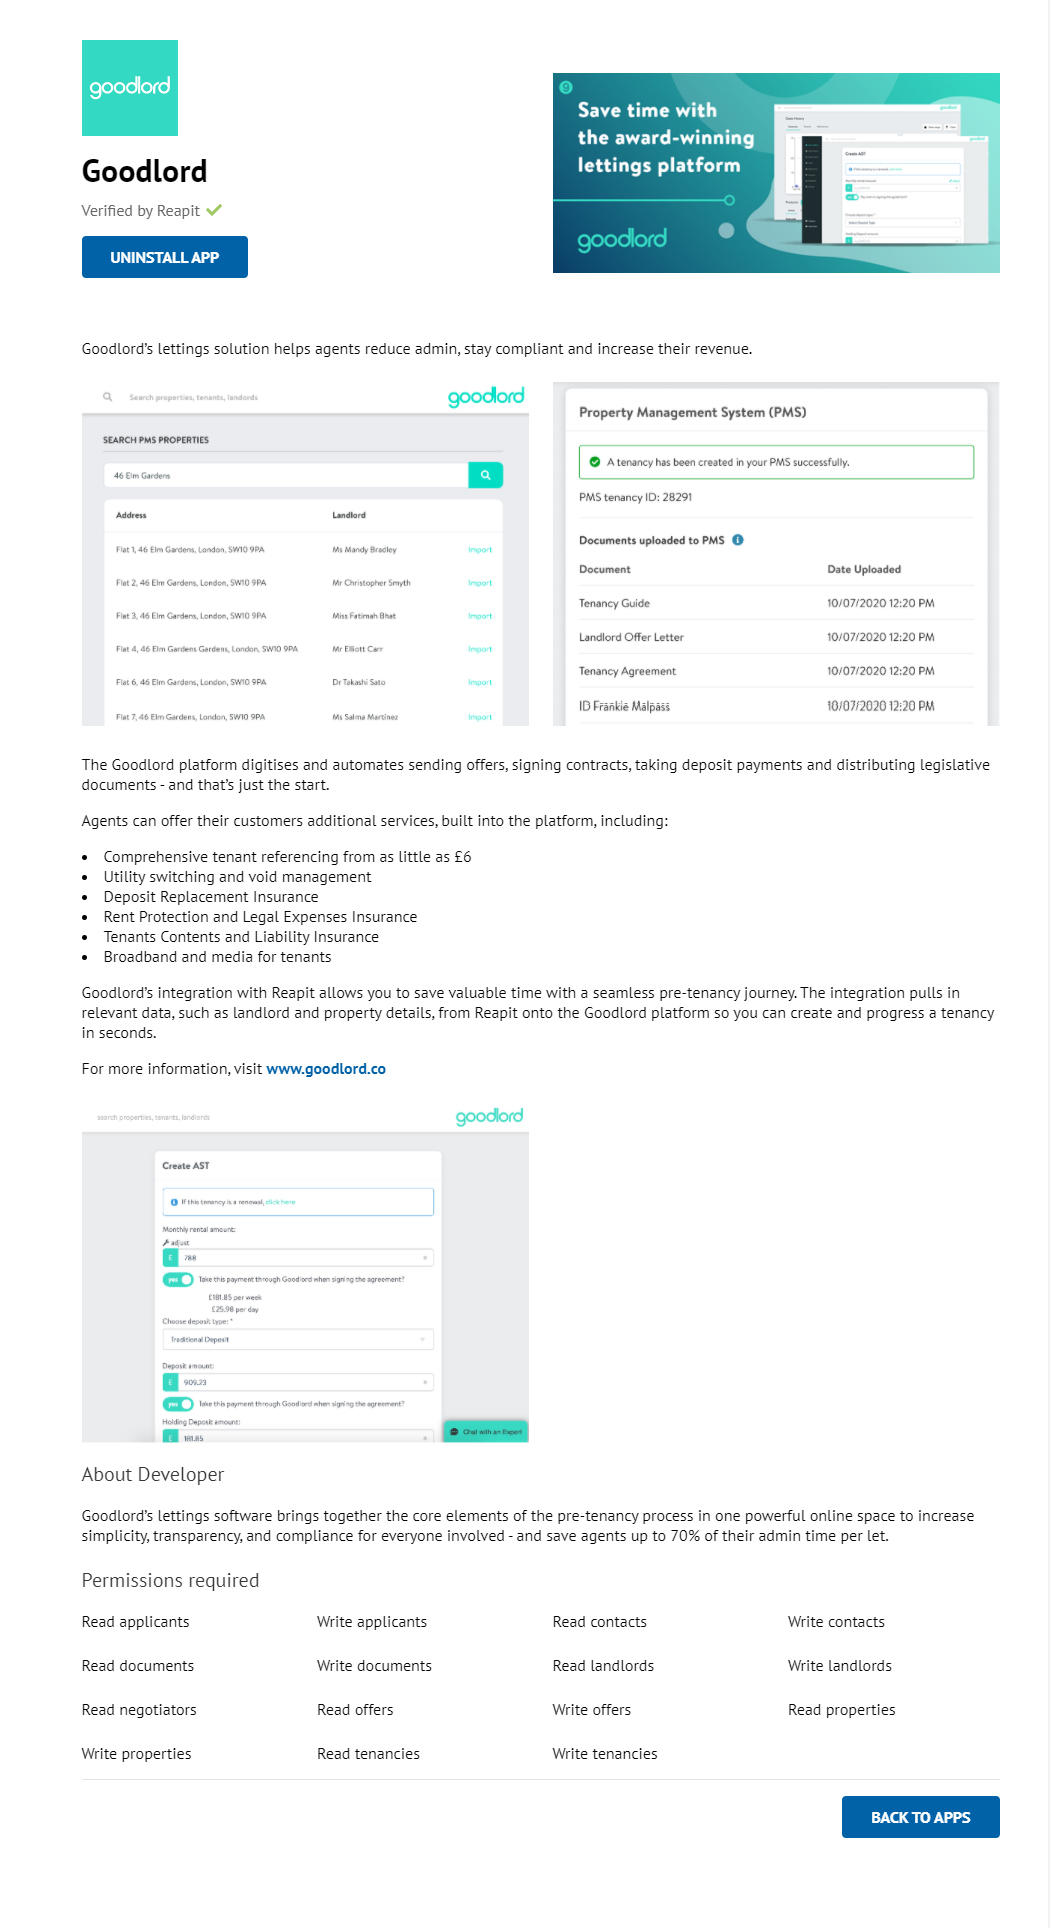 goodlord
Goodlord
Verified by Reapit
UNINSTALL APP
Save time with
the award-winning
lettings platform
goodlord
Create AST
Goodlord's lettings solution helps agents reduce admin, stay compliant and increase their revenue.
Search properties, tenants, landords
goodlord
SEARCH PMS PROPERTIES
46 Elm Gardens
Address Landlord
Flat 1, 46 Elm Gardens, London, SW10 9PA Ms Mandy Bradley Import
Flat 2, 46 Elm Gardens, London, SW10 9PA Mr Christopher Smyth Import
Flat 3, 46 Elm Gardens, London, SW10 9PA Miss Fatimah Bhat Import
Flat 4, 46 Elm Gardens Gardens, London, SW10 9PA Mr Elliott Carr Import
Flat 6, 46 Elm Gardens, London, SW10 9PA Dr Takashi Sato Import
Flat 7, 46 Elm Gardens, London, SW10 9PA Ms Salma Martinez Import
Property Management System (PMS)
A tenancy has been created in your PMS successfully.
PMS tenancy ID: 28291
Documents uploaded to PMS
Document Date Uploaded
Tenancy Guide 10/07/2020 12:20 PM
Landlord Offer Letter 10/07/2020 12:20 PM
Tenancy Agreement 10/07/2020 12:20 PM
ID Frankie Malpass 10/07/2020 12:20 PM
The Goodlord platform digitises and automates sending offers, signing contracts, taking deposit payments and distributing legislative
documents - and that's just the start.
Agents can offer their customers additional services, built into the platform, including:
• Comprehensive tenant referencing from as little as £6
• Utility switching and void management
• Deposit Replacement Insurance
• Rent Protection and Legal Expenses Insurance
• Tenants Contents and Liability Insurance
• Broadband and media for tenants
Goodlord's integration with Reapit allows you to save valuable time with a seamless pre-tenancy journey. The integration pulls in
relevant data, such as landlord and property details, from Reapit onto the Goodlord platform so you can create and progress a tenancy
in seconds.
For more information, visit www.goodlord.co
search properties, tenants, landlords
goodlord
Create AST
If this tenancy is a renewal, click here
Monthly rental amount:
adjust
£ 788
yes Take this payment through Goodlord when signing the agreement?
£181.85 per week
£25.98 per day
Choose deposit type: *
Traditional Deposit
Deposit amount:
£ 909.23
yes Take this payment through Goodlord when signing the agreement?
Holding Deposit amount:
£ 181.85
Chat with an Expert
About Developer
Goodlord's lettings software brings together the core elements of the pre-tenancy process in one powerful online space to increase
simplicity, transparency, and compliance for everyone involved - and save agents up to 70% of their admin time per let.
Permissions required
Read applicants Write applicants Read contacts Write contacts
Read documents Write documents Read landlords Write landlords
Read negotiators Read offers Write offers Read properties
Write properties Read tenancies Write tenancies
BACK TO APPS